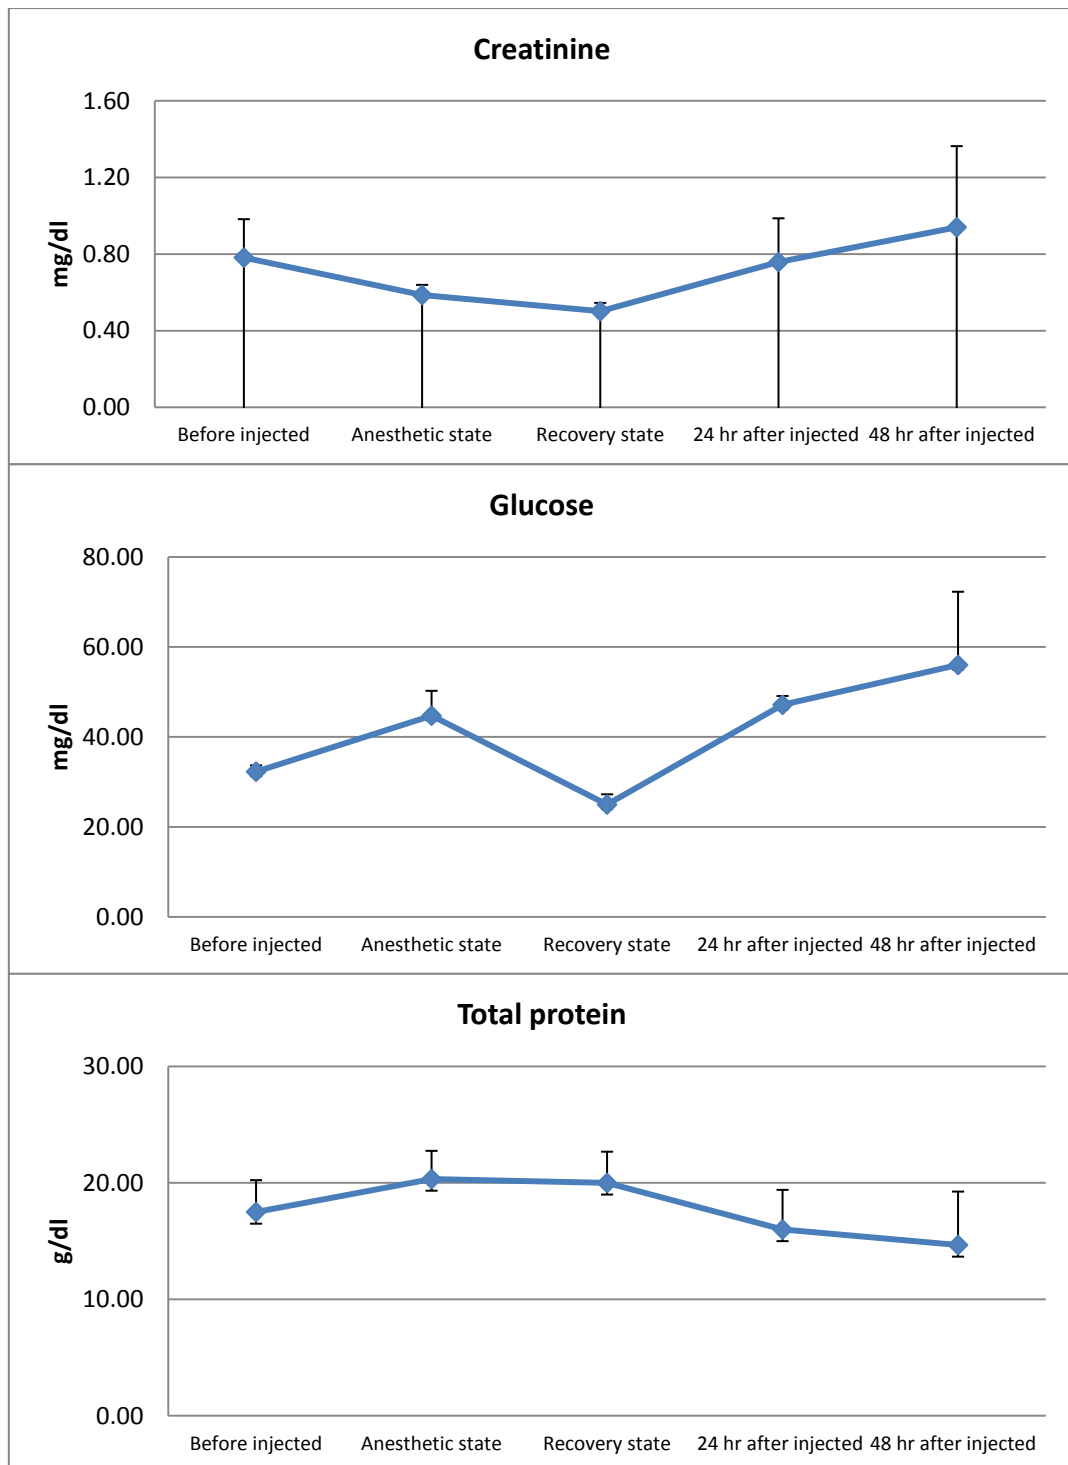 Creatinine
1.60
1.20
0.80
0.40
0.00
mg/dl
Before injected Anesthetic state Recovery state 24 hr after injected 48 hr after injected
Glucose
80.00
60.00
40.00
20.00
0.00
mg/dl
Before injected Anesthetic state Recovery state 24 hr after injected 48 hr after injected
Total protein
30.00
20.00
10.00
0.00
g/dl
Before injected Anesthetic state Recovery state 24 hr after injected 48 hr after injected